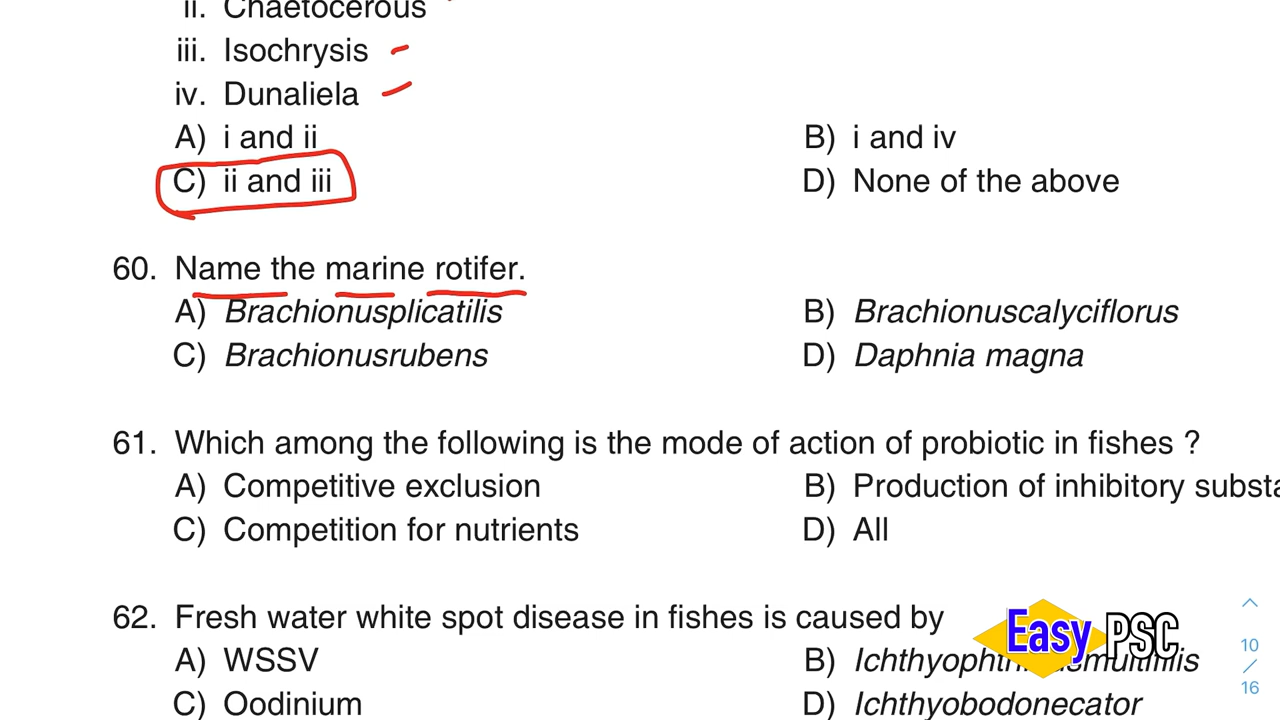 ii. Chaetocerous
iii. Isochrysis
iv. Dunaliela
A) i and ii B) i and iv
C) ii and iii D) None of the above
60. Name the marine rotifer.
A) Brachionusplicatilis B) Brachionuscalyciflorus
C) Brachionusrubens D) Daphnia magna
61. Which among the following is the mode of action of probiotic in fishes ?
A) Competitive exclusion B) Production of inhibitory substa
C) Competition for nutrients D) All
62. Fresh water white spot disease in fishes is caused by
A) WSSV B)
C) Oodinium D) Ichthyobodonecator
Easy PSC
10
/
16